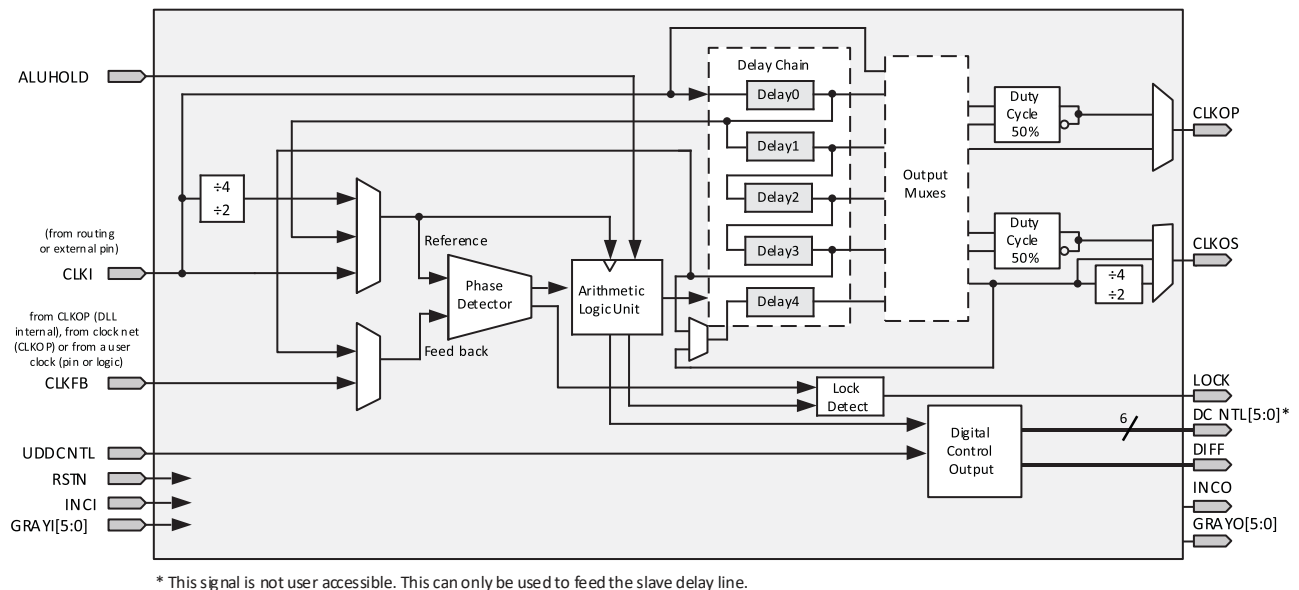 ALUHOLD
Delay Chain
Delay0
Delay1
Delay2
Delay3
Delay4
Output
Muxes
Duty
Cycle
50%
CLKOP
Duty
Cycle
50%
CLKOS
÷4
÷2
÷4
÷2
(from routing
or external pin)
CLKI
Reference
Phase
Detector
Arithmetic
Logic Unit
from CLKOP (DLL
internal), from clock net
(CLKOP) or from a user
clock (pin or logic)
CLKFB
Feed back
Lock
Detect
LOCK
6
DC NTL[5:0]*
Digital
Control
Output
DIFF
UDDCNTL
RSTN
INCI
GRAYI[5:0]
INCO
GRAYO[5:0]
* This signal is not user accessible. This can only be used to feed the slave delay line.